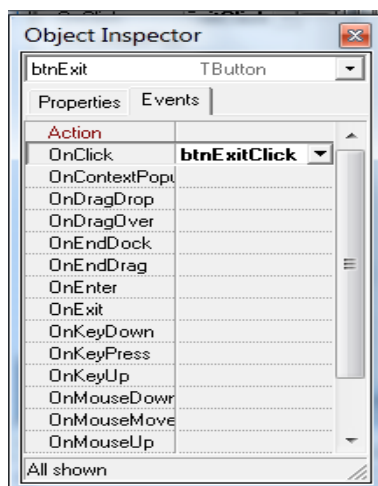 Object Inspector
btnExit TButton
Properties Events
Action
OnClick btnExitClick
OnContextPopu
OnDragDrop
OnDragOver
OnEndDock
OnEndDrag
OnEnter
OnExit
OnKeyDown
OnKeyPress
OnKeyUp
OnMouseDowr
OnMouseMove
OnMouseUp
All shown